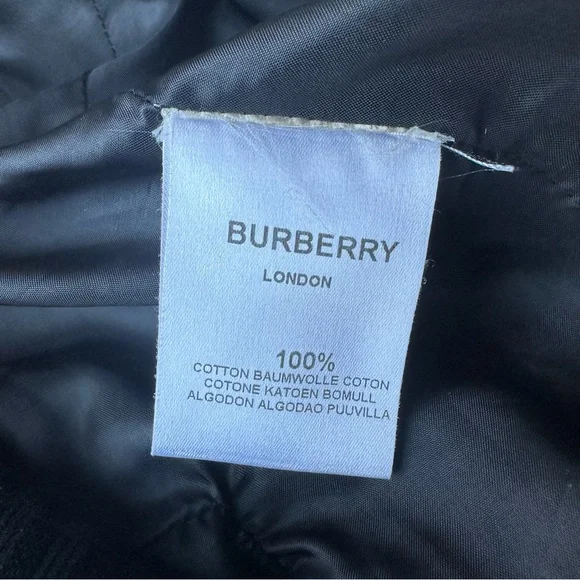 BURBERRY
LONDON
100%
COTTON BAUMWOLLE COTON
COTONE KATOEN BOMULL
ALGODON ALGODAO PUUVILLA